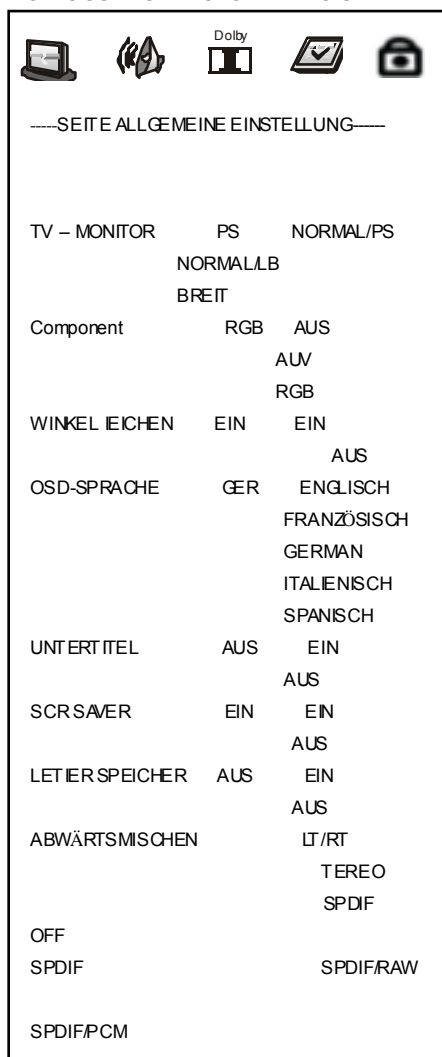 Dolby
-----SEITE ALLGEMEINE EINSTELLUNG------
TV – MONITOR PS NORMAL/PS
NORMAL/LB
BREIT
Component RGB AUS
AUV
RGB
WINKEL IEICHEN EIN EIN
AUS
OSD-SPRACHE GER ENGLISCH
FRANZÖSISCH
GERMAN
ITALIENISCH
SPANISCH
UNTERTITEL AUS EIN
AUS
SCR SAVER EIN EIN
AUS
LETIER SPEICHER AUS EIN
AUS
ABWÄRTSMISCHEN LT/RT
TEREO
SPDIF
OFF
SPDIF SPDIF/RAW
SPDIF/PCM